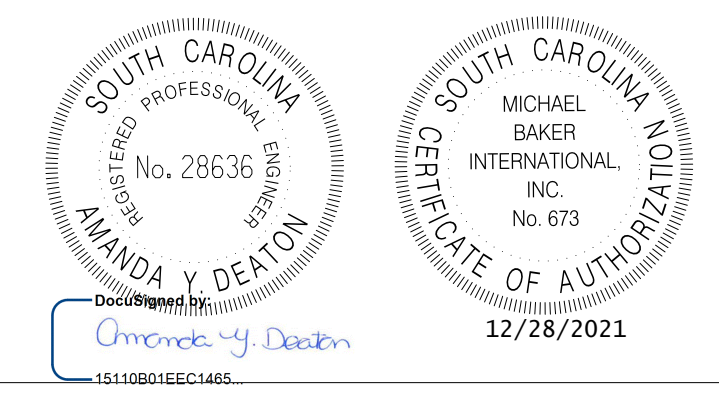 SOUTH CAROLINA
REGISTERED PROFESSIONAL ENGINEER
No. 28636
AMANDA Y. DEATON
DocuSigned by:
Amanda Y. Deaton
15110B01EEC1465...
SOUTH CAROLINA
MICHAEL
BAKER
INTERNATIONAL,
INC.
No. 673
CERTIFICATE OF AUTHORIZATION
12/28/2021